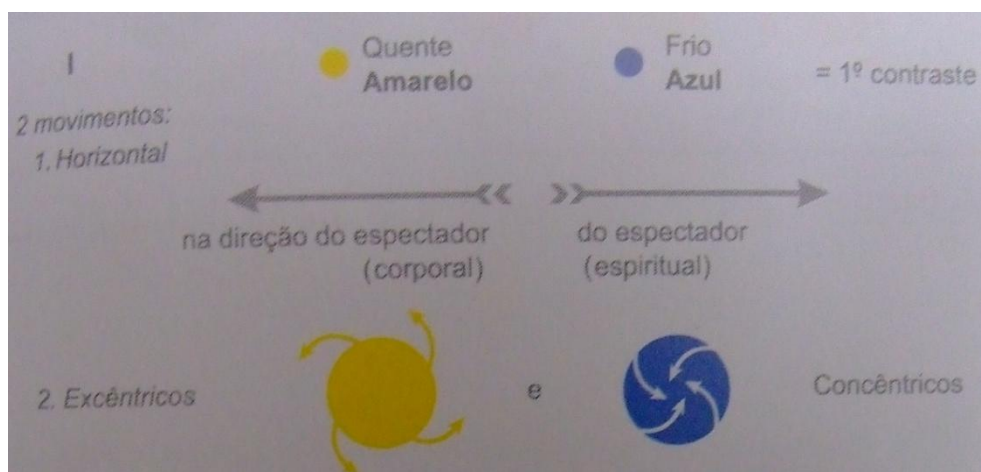 I
Quente
Amarelo
Frio
Azul
= 1º contraste
2 movimentos:
1. Horizontal
na direção do espectador
(corporal)
do espectador
(espiritual)
2. Excêntricos
e
Concêntricos